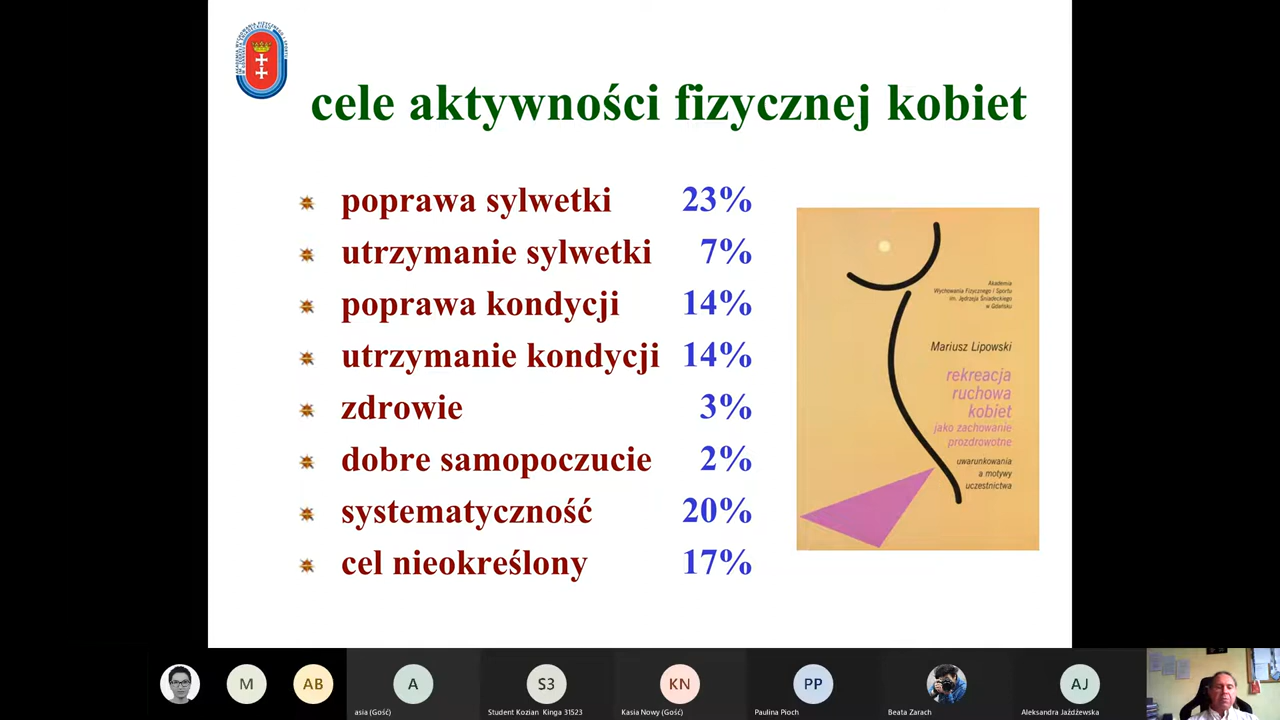 cele aktywności fizycznej kobiet
poprawa sylwetki 23%
utrzymanie sylwetki 7%
poprawa kondycji 14%
utrzymanie kondycji 14%
zdrowie 3%
dobre samopoczucie 2%
systematyczność 20%
cel nieokreślony 17%
Akademia
Wychowania Fizycznego i Sportu
im. Jędrzeja Śniadeckiego
w Gdańsku
Mariusz Lipowski
rekreacja
ruchowa
kobiet
jako zachowanie
prozdrowotne
uwarunkowania
a motywy
uczestnictwa
M
AB
A
S3
KN
PP
AJ
asia (Gość)
Student Kozian Kinga 31523
Kasia Nowy (Gość)
Paulina Pioch
Beata Zarach
Aleksandra Jażdżewska